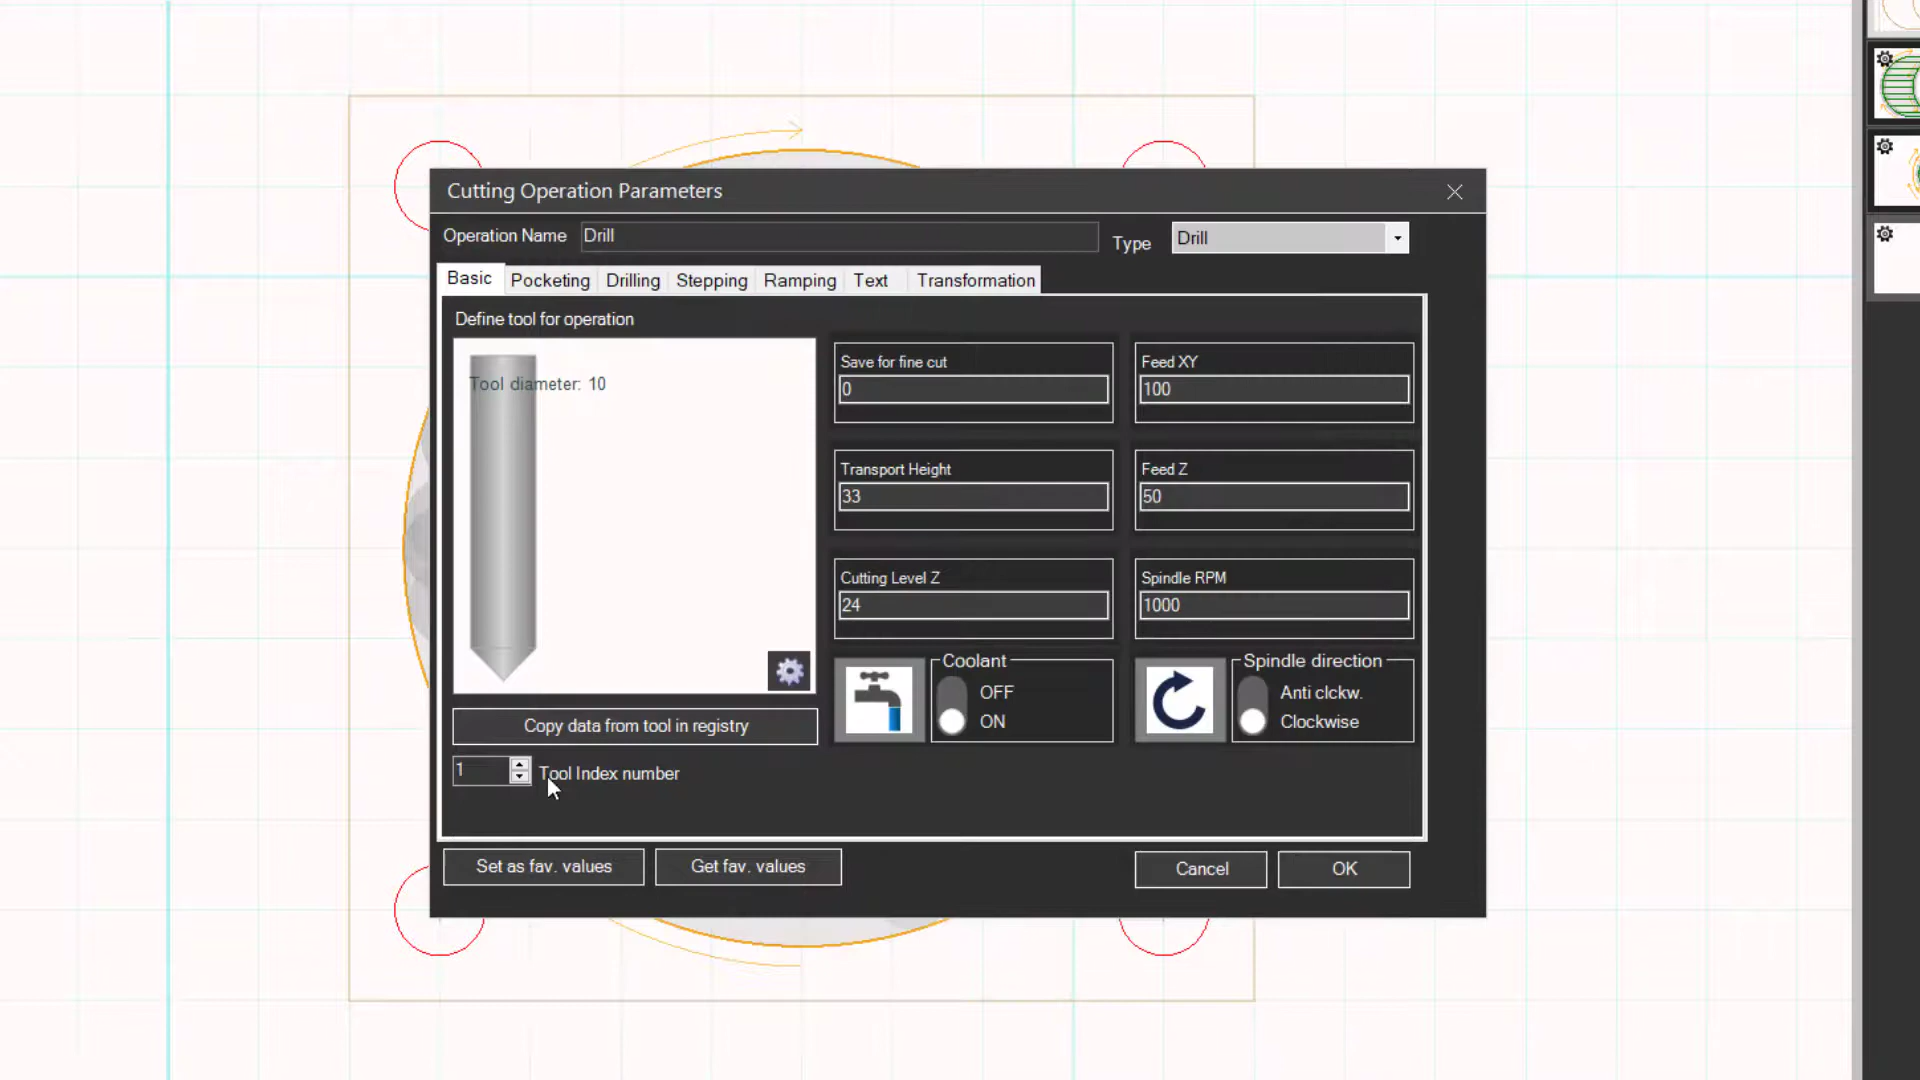 Cutting Operation Parameters
Operation Name Drill Type Drill
Basic Pocketing Drilling Stepping Ramping Text Transformation
Define tool for operation
Tool diameter: 10
Save for fine cut
0
Feed XY
100
Transport Height
33
Feed Z
50
Cutting Level Z
24
Spindle RPM
1000
Coolant
OFF
ON
Spindle direction
Anti clckw.
Clockwise
Copy data from tool in registry
1 Tool Index number
Set as fav. values Get fav. values Cancel OK